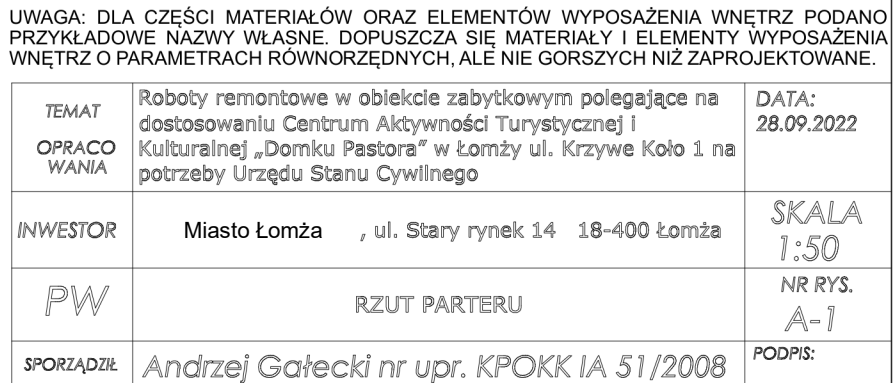 UWAGA: DLA CZĘŚCI MATERIAŁÓW ORAZ ELEMENTÓW WYPOSAŻENIA WNĘTRZ PODANO
PRZYKŁADOWE NAZWY WŁASNE. DOPUSZCZA SIĘ MATERIAŁY I ELEMENTY WYPOSAŻENIA
WNĘTRZ O PARAMETRACH RÓWNORZĘDNYCH, ALE NIE GORSZYCH NIŻ ZAPROJEKTOWANE.
TEMAT
OPRACO
WANIA
Roboty remontowe w obiekcie zabytkowym polegające na
dostosowaniu Centrum Aktywności Turystycznej i
Kulturalnej „Domku Pastora” w Łomży ul. Krzywe Koło 1 na
potrzeby Urzędu Stanu Cywilnego
DATA:
28.09.2022
INWESTOR
Miasto Łomża , ul. Stary rynek 14 18-400 Łomża
SKALA
1:50
PW
RZUT PARTERU
NR RYS.
A-1
SPORZĄDZIŁ
Andrzej Gałecki nr upr. KPOKK IA 51/2008
PODPIS: